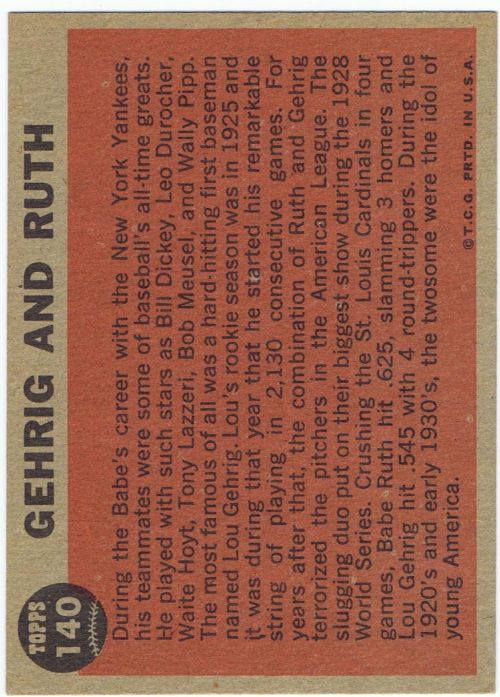 TOPPS
140
GEHRIG AND RUTH
During the Babe's career with the New York Yankees,
his teammates were some of baseball's all-time greats.
He played with such stars as Bill Dickey, Leo Durocher,
Waite Hoyt, Tony Lazzeri, Bob Meusel, and Wally Pipp.
The most famous of all was a hard-hitting first baseman
named Lou Gehrig. Lou's rookie season was in 1925 and
it was during that year that he started his remarkable
string of playing in 2,130 consecutive games. For
years after that, the combination of Ruth and Gehrig
terrorized the pitchers in the American League. The
slugging duo put on their biggest show during the 1928
World Series. Crushing the St. Louis Cardinals in four
games, Babe Ruth hit .625, slamming 3 homers and
Lou Gehrig hit .545 with 4 round-trippers. During the
1920's and early 1930's, the twosome were the idol of
young America.
© T.C.G. PRTD. IN U.S.A.